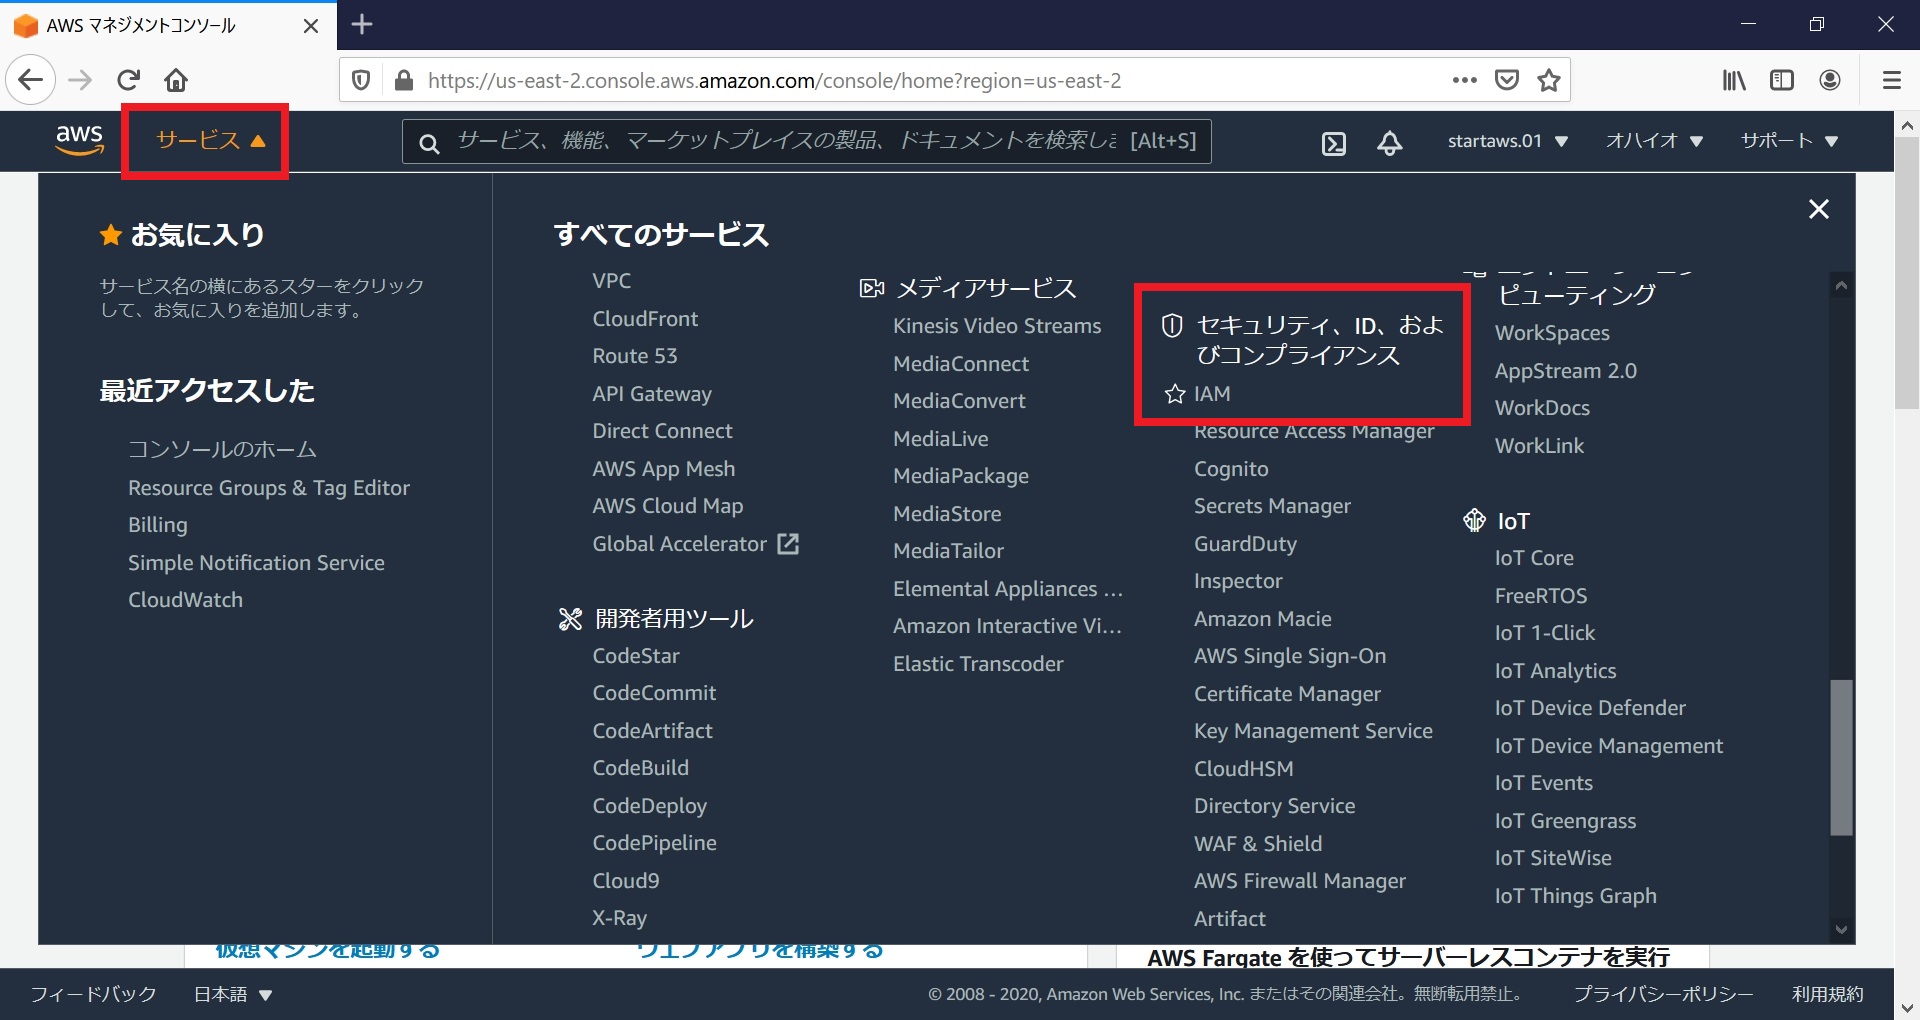 AWS マネジメントコンソール
https://us-east-2.console.aws.amazon.com/console/home?region=us-east-2
aws
サービス
サービス、機能、マーケットプレイスの製品、ドキュメントを検索しま [Alt+S]
startaws.01
オハイオ
サポート
お気に入り
サービス名の横にあるスターをクリック
して、お気に入りを追加します。
最近アクセスした
コンソールのホーム
Resource Groups & Tag Editor
Billing
Simple Notification Service
CloudWatch
すべてのサービス
VPC
CloudFront
Route 53
API Gateway
Direct Connect
AWS App Mesh
AWS Cloud Map
Global Accelerator
開発者用ツール
CodeStar
CodeCommit
CodeArtifact
CodeBuild
CodeDeploy
CodePipeline
Cloud9
X-Ray
メディアサービス
Kinesis Video Streams
MediaConnect
MediaConvert
MediaLive
MediaPackage
MediaStore
MediaTailor
Elemental Appliances ...
Amazon Interactive Vi...
Elastic Transcoder
セキュリティ、ID、およ
びコンプライアンス
IAM
Resource Access Manager
Cognito
Secrets Manager
GuardDuty
Inspector
Amazon Macie
AWS Single Sign-On
Certificate Manager
Key Management Service
CloudHSM
Directory Service
WAF & Shield
AWS Firewall Manager
Artifact
ピューティング
WorkSpaces
AppStream 2.0
WorkDocs
WorkLink
IoT
IoT Core
FreeRTOS
IoT 1-Click
IoT Analytics
IoT Device Defender
IoT Device Management
IoT Events
IoT Greengrass
IoT SiteWise
IoT Things Graph
仮想マシンを起動する
ウェブアプリを構築する
AWS Fargate を使ってサーバーレスコンテナを実行
フィードバック
日本語
© 2008 - 2020, Amazon Web Services, Inc. またはその関連会社。無断転用禁止。
プライバシーポリシー
利用規約